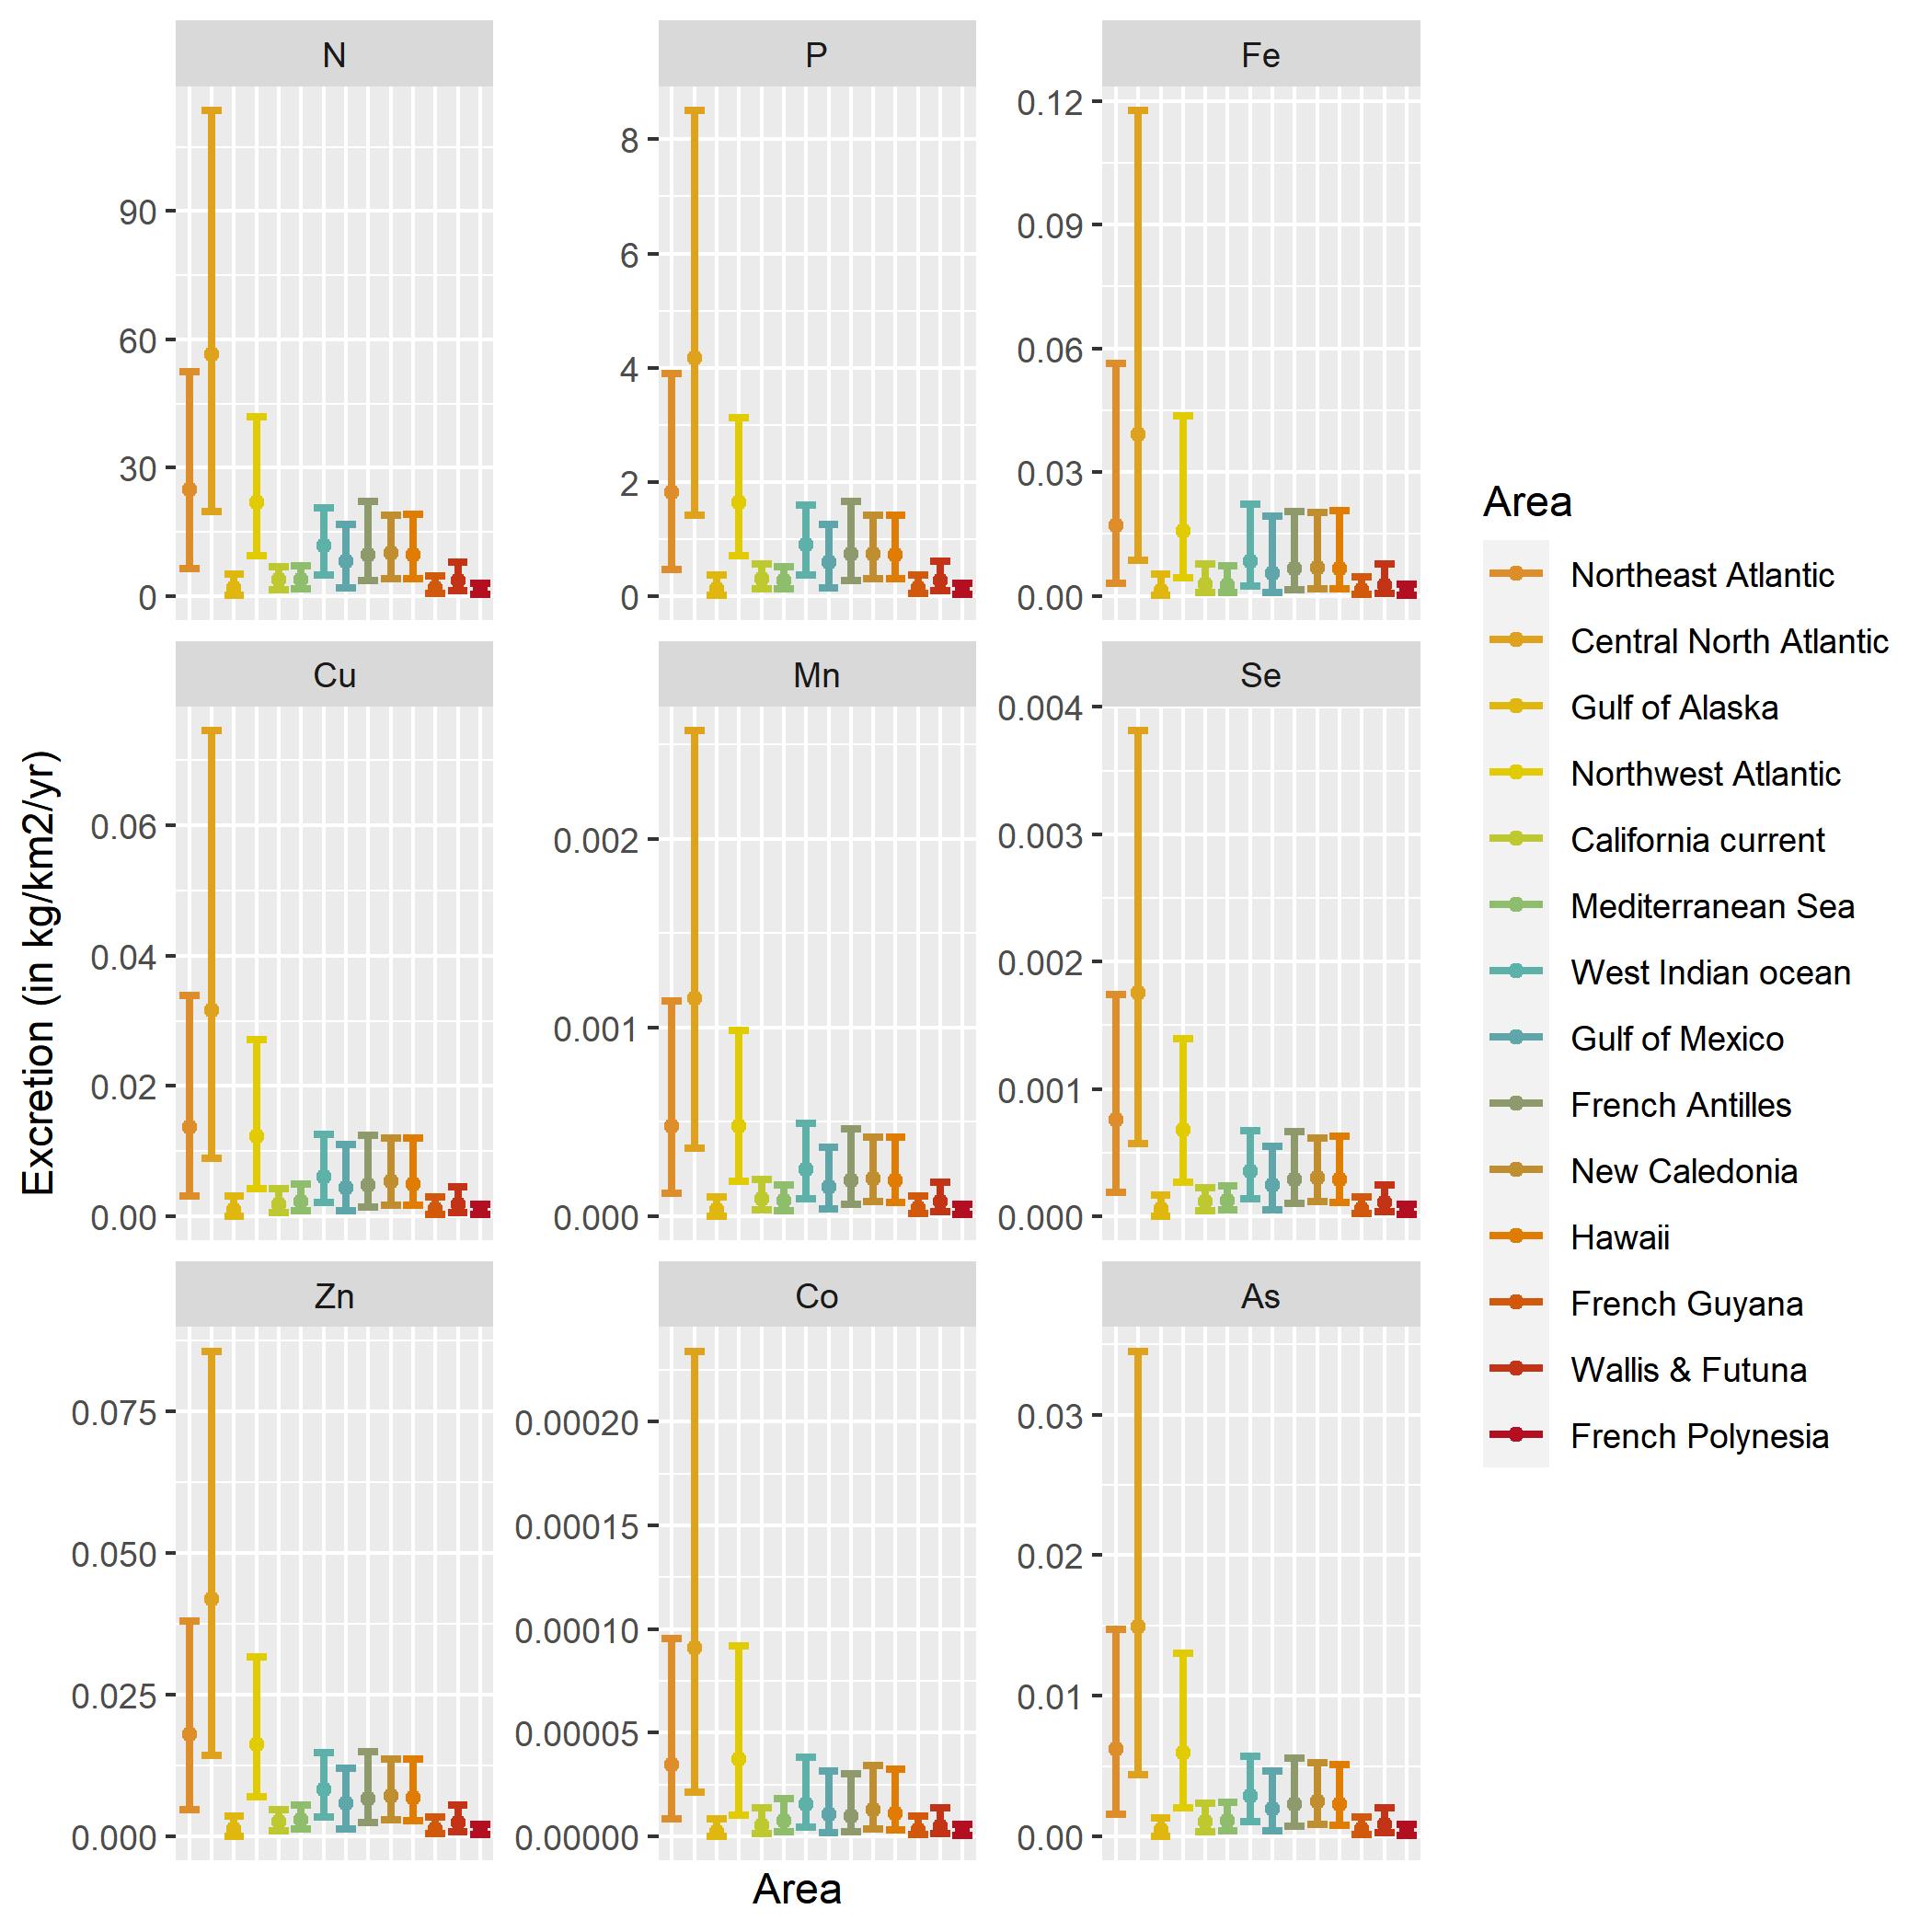 N P Fe
90
60
30
0
8
6
4
2
0
0.12
0.09
0.06
0.03
0.00
Cu Mn Se
0.06
0.04
0.02
0.00
0.002
0.001
0.000
0.004
0.003
0.002
0.001
0.000
Zn Co As
0.075
0.050
0.025
0.000
0.00020
0.00015
0.00010
0.00005
0.00000
0.03
0.02
0.01
0.00
Excretion (in kg/km2/yr)
Area
Area
Northeast Atlantic
Central North Atlantic
Gulf of Alaska
Northwest Atlantic
California current
Mediterranean Sea
West Indian ocean
Gulf of Mexico
French Antilles
New Caledonia
Hawaii
French Guyana
Wallis & Futuna
French Polynesia